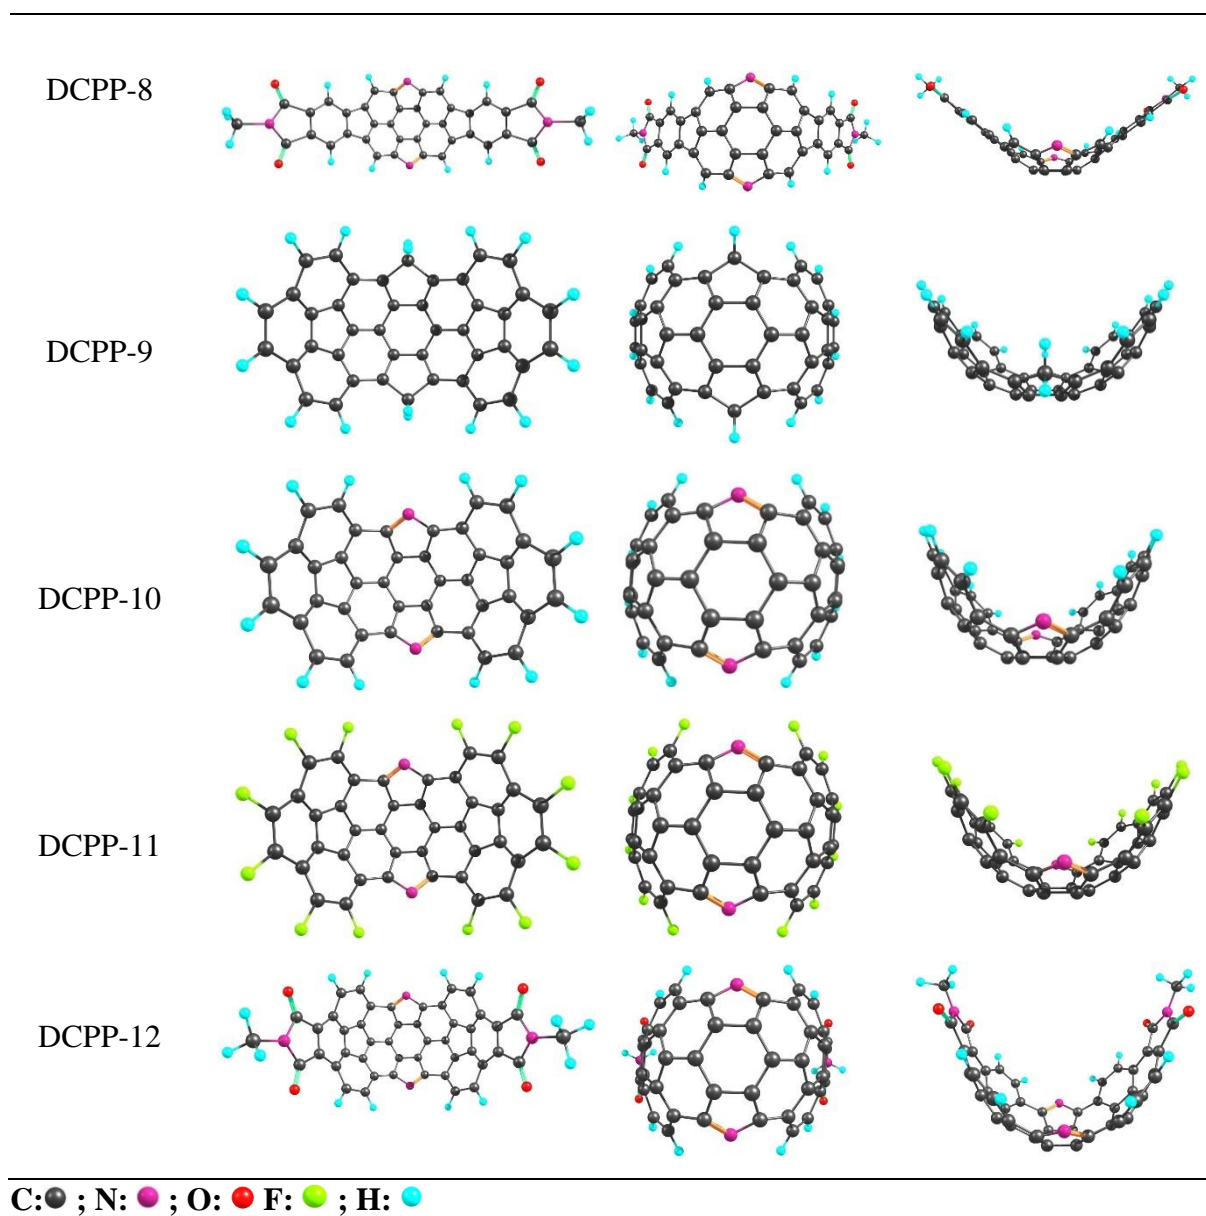 DCPP-8
DCPP-9
DCPP-10
DCPP-11
DCPP-12
C: ; N: ; O: F: ; H: